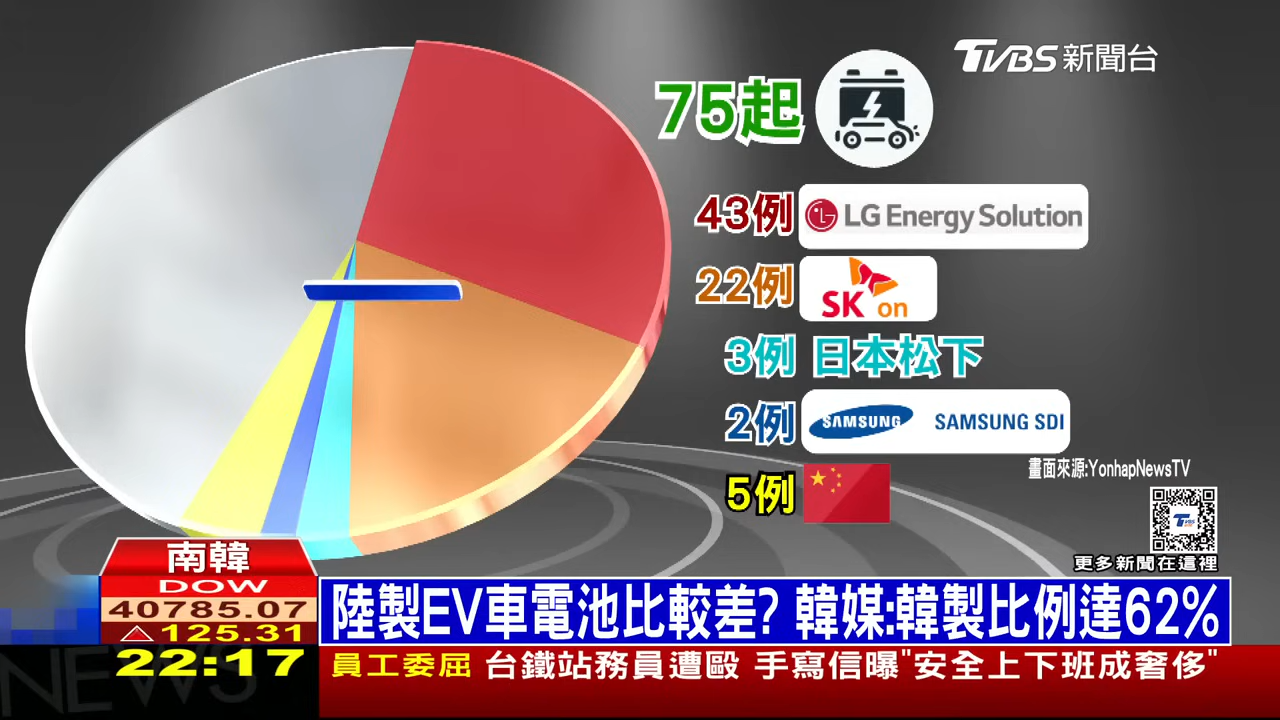 TVBS新聞台
75起
43例 LG Energy Solution
22例 SK on
3例 日本松下
2例 SAMSUNG SAMSUNG SDI
5例
畫面來源:YonhapNewsTV
TVBS
更多新聞在這裡
南韓
DOW
40785.07
125.31
22:17
陸製EV車電池比較差? 韓媒:韓製比例達62%
員工委屈 台鐵站務員遭毆 手寫信曝"安全上下班成奢侈"
NEWS